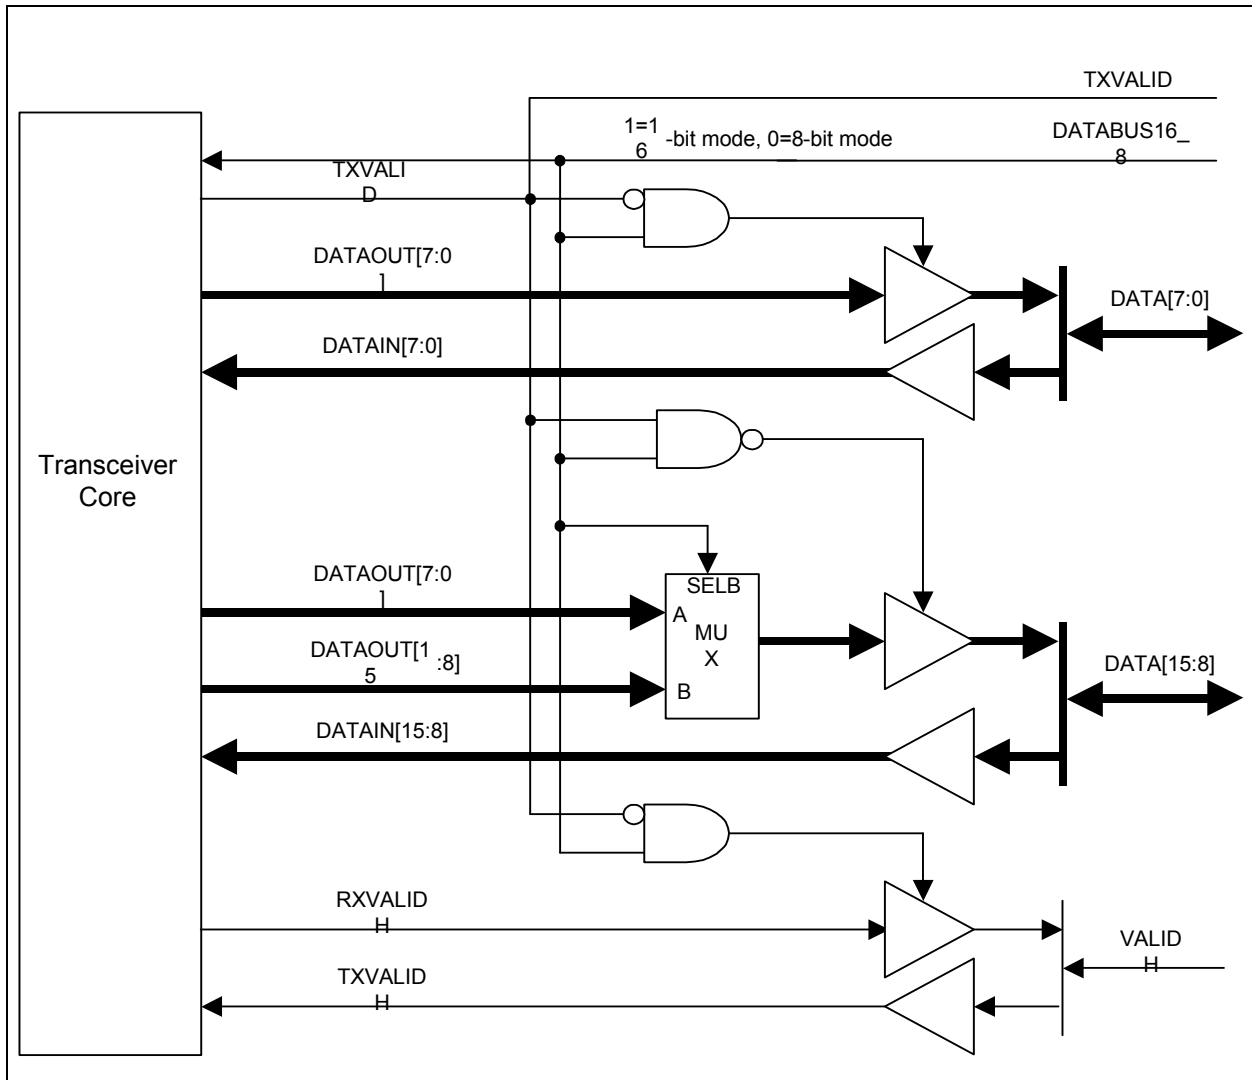 TXVALID
1=1
6 -bit mode, 0=8-bit mode
DATABUS16_
8
TXVALI
D
DATAOUT[7:0
]
DATA[7:0]
DATAIN[7:0]
Transceiver
Core
DATAOUT[7:0
]
SELB
A
MU
X
DATAOUT[1
5 :8]
B
DATA[15:8]
DATAIN[15:8]
RXVALID
H
VALID
H
TXVALID
H